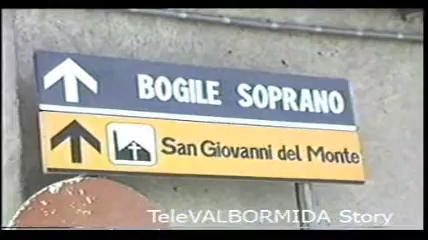 BOGILE SOPRANO
San Giovanni del Monte
TeleVALBORMIDA Story